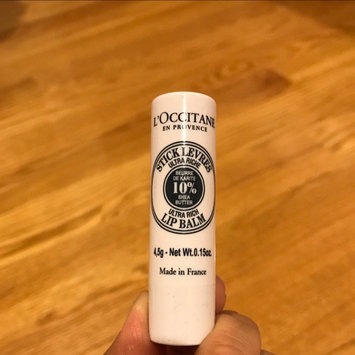 L'OCCITANE
EN PROVENCE
STICK LEVRES
ULTRA RICHE
BEURRE
DE KARITE
10%
SHEA
BUTTER
ULTRA RICH
LIP BALM
4,5g - Net Wt.0.15oz.
Made in France